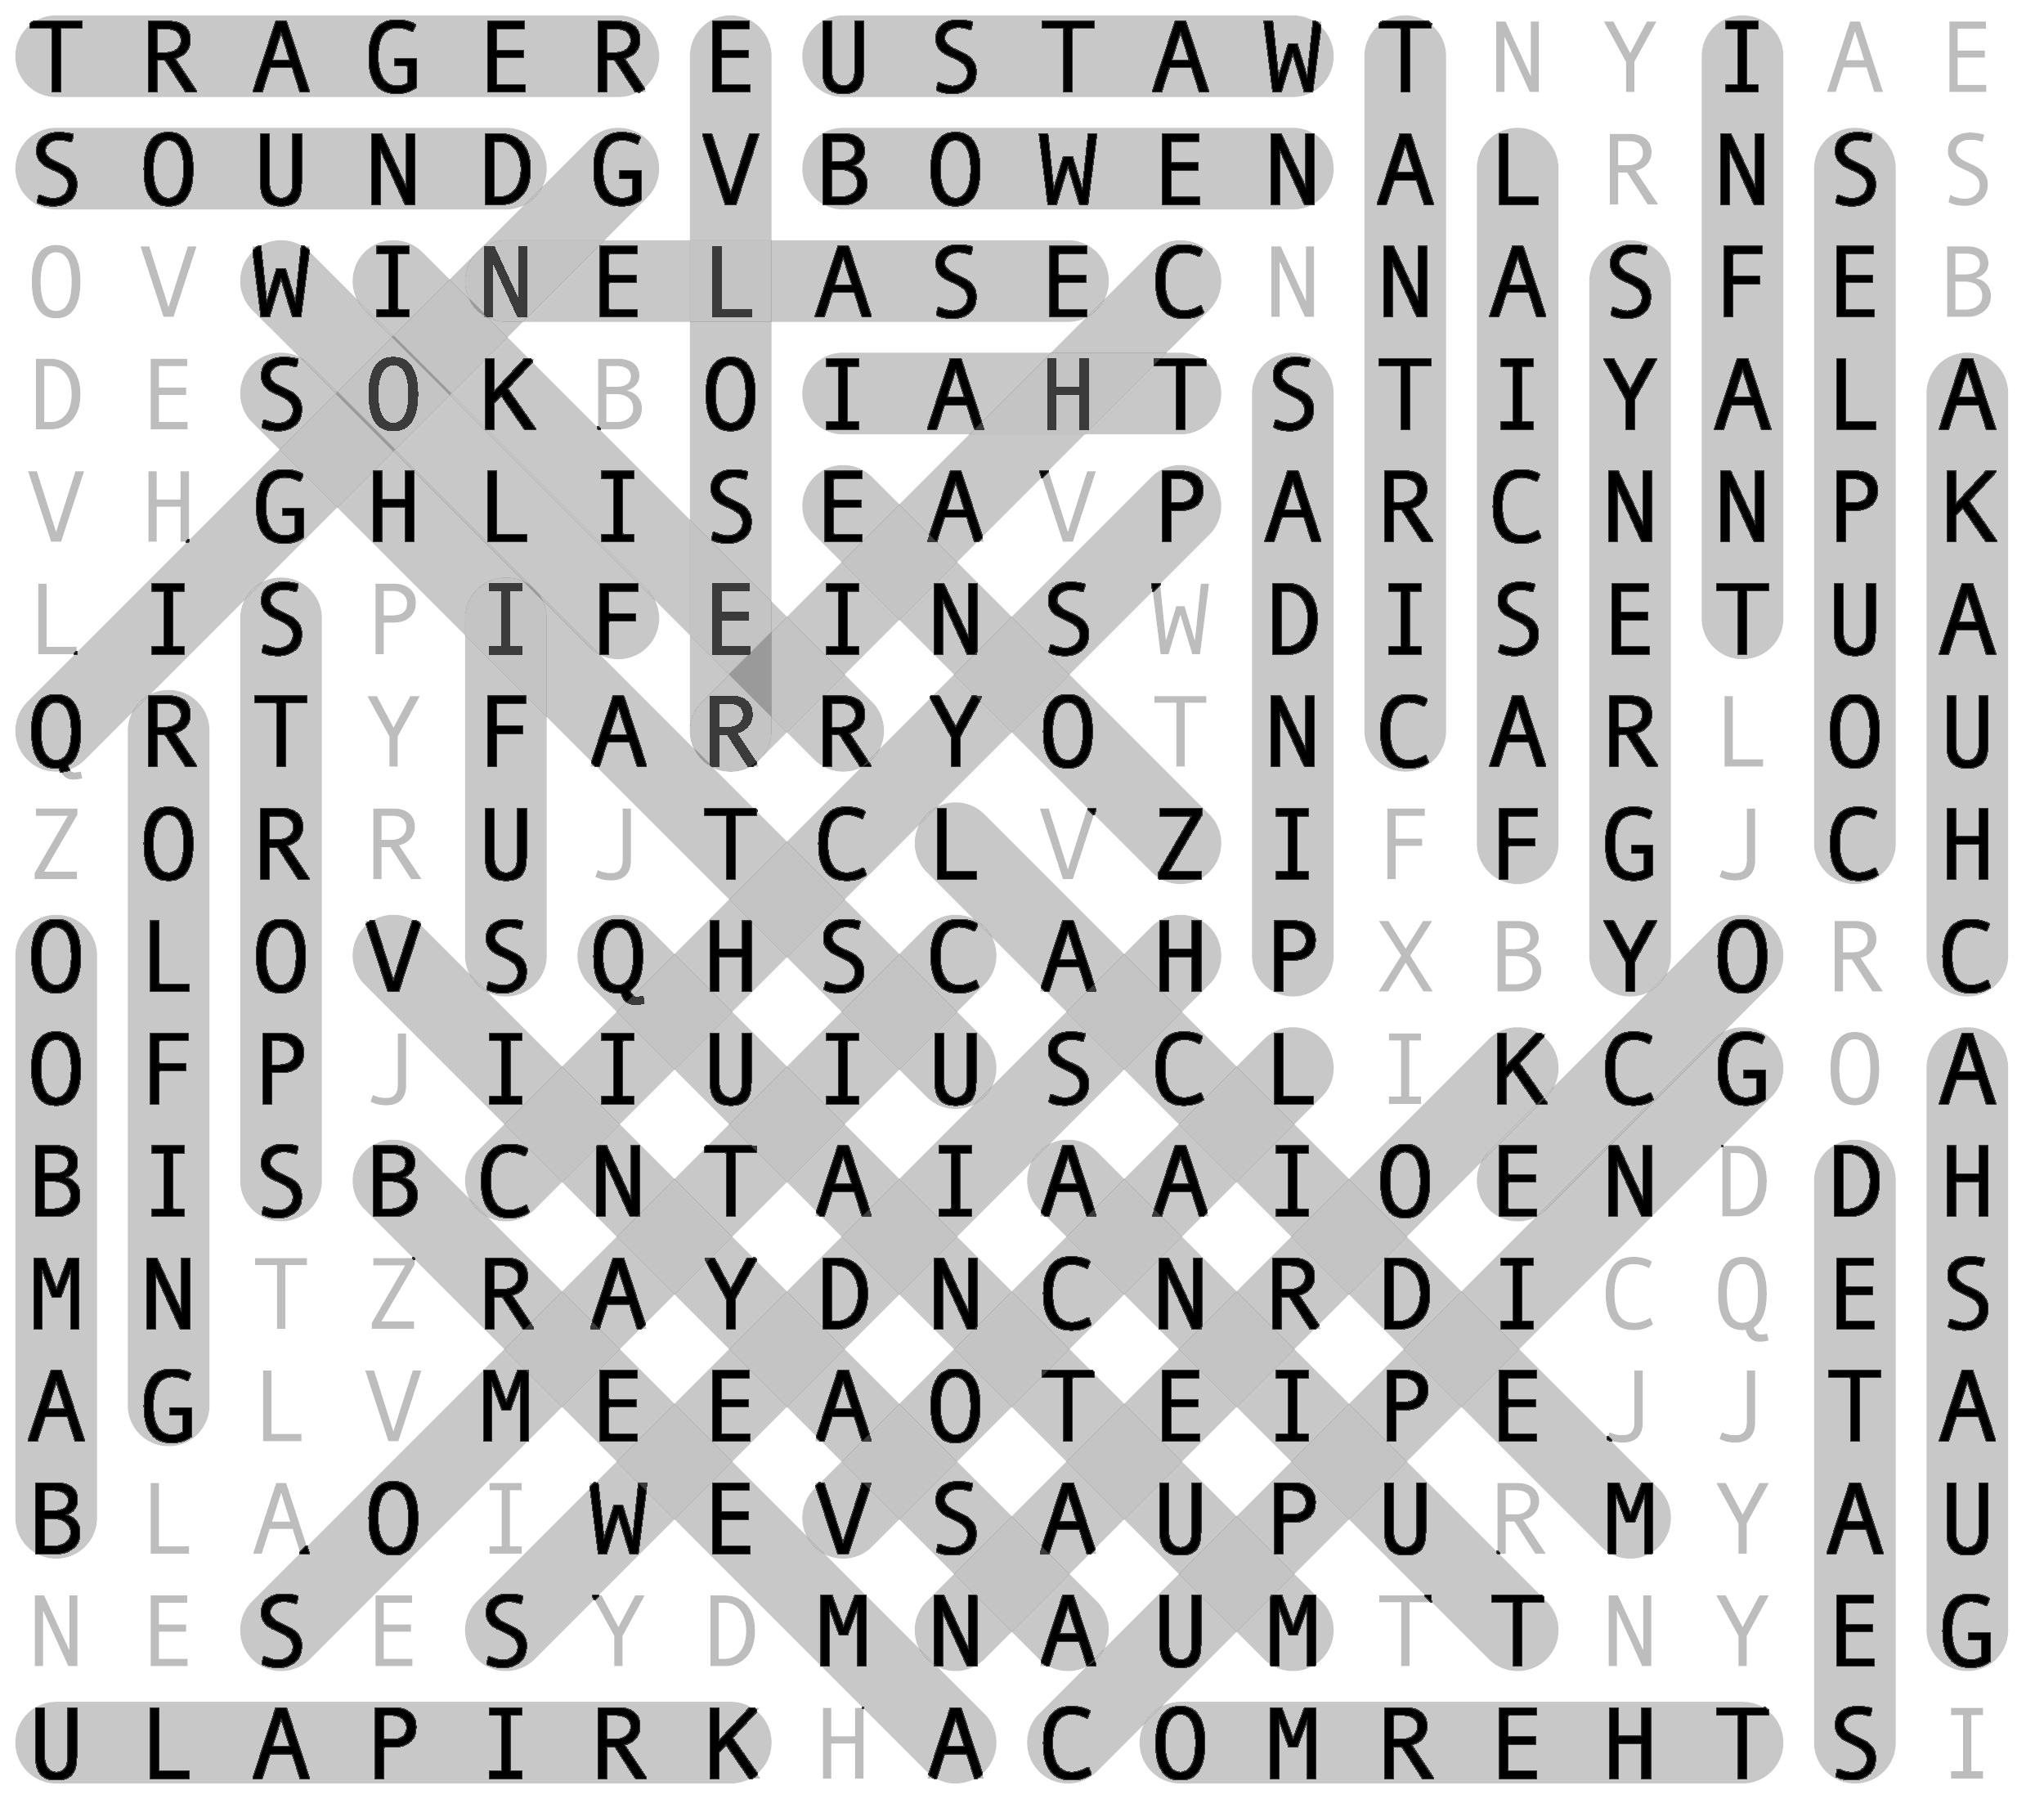 T R A G E R E U S T A W T N Y I A E
S O U N D G V B O W E N A L R N S S
O V W I N E L A S E C N N A S F E B
D E S O K B O I A H T S T I Y A L A
V H G H L I S E A V P A R C N N P K
L I S P I F E I N S W D I S E T U A
Q R T Y F A R R Y O T N C A R L O U
Z O R R U J T C L V Z I F F G J C H
O L O V S Q H S C A H P X B Y O R C
O F P J I I U I U S C L I K C G O A
B I S B C N T A I A A I O E N D D H
M N T Z R A Y D N C N R D I C Q E S
A G L V M E E A O T E I P E J J T A
B L A O I W E V S A U P U R M Y A U
N E S E S Y D M N A U M T T N Y E G
U L A P I R K H A C O M R E H T S I